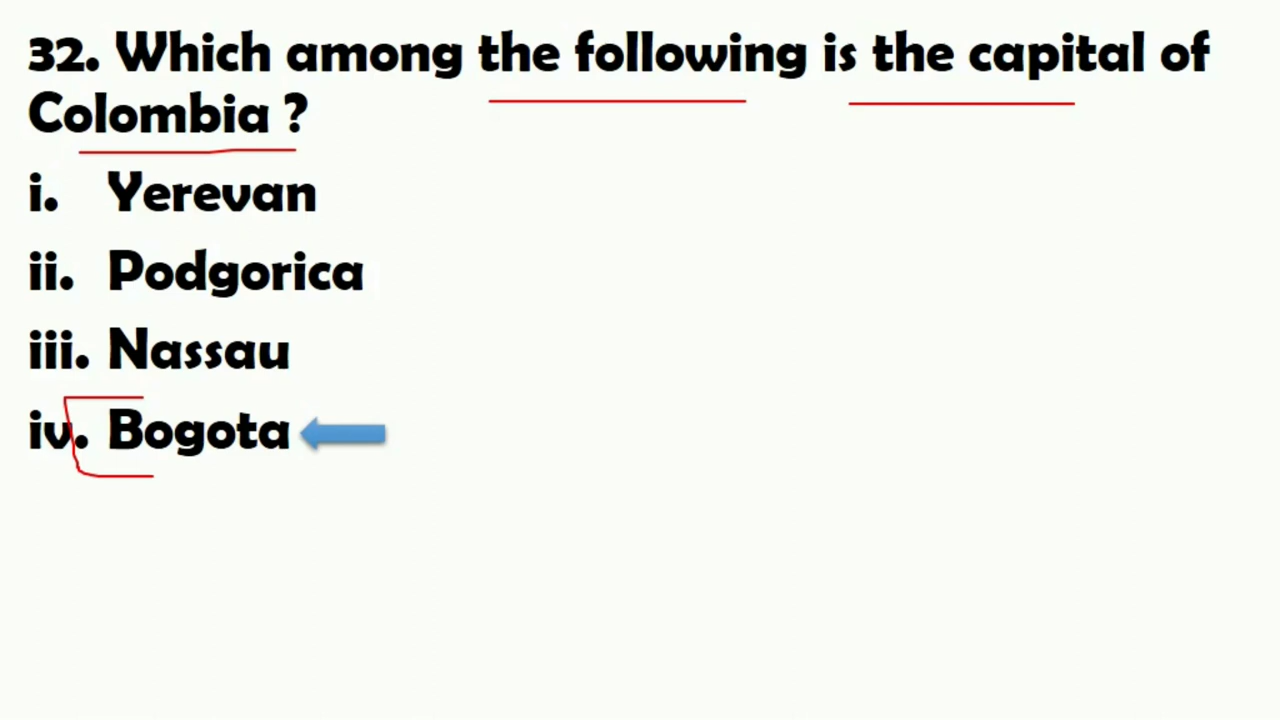 32. Which among the following is the capital of
Colombia ?
i. Yerevan
ii. Podgorica
iii. Nassau
iv. Bogota